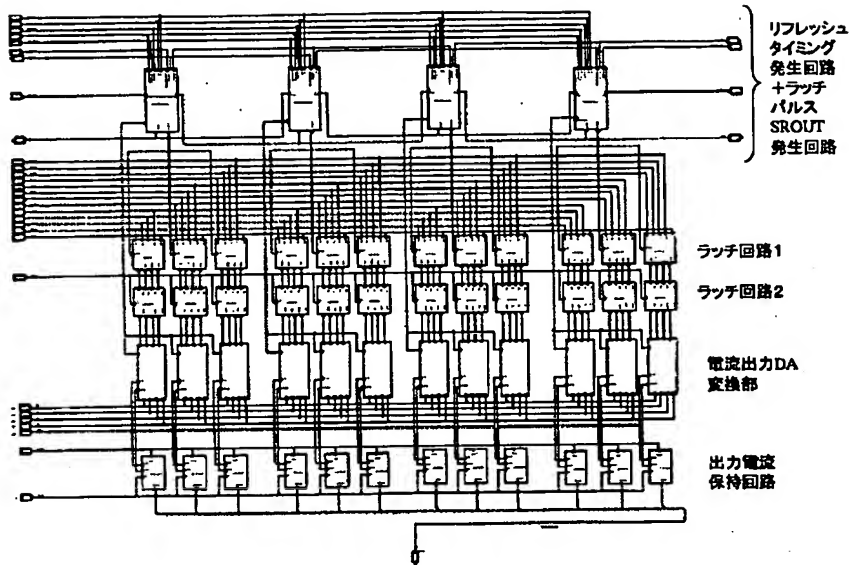 リフレッシュ
タイミング
発生回路
+ラッチ
パルス
SROUT
発生回路
ラッチ回路1
ラッチ回路2
電流出力DA
変換部
出力電流
保持回路